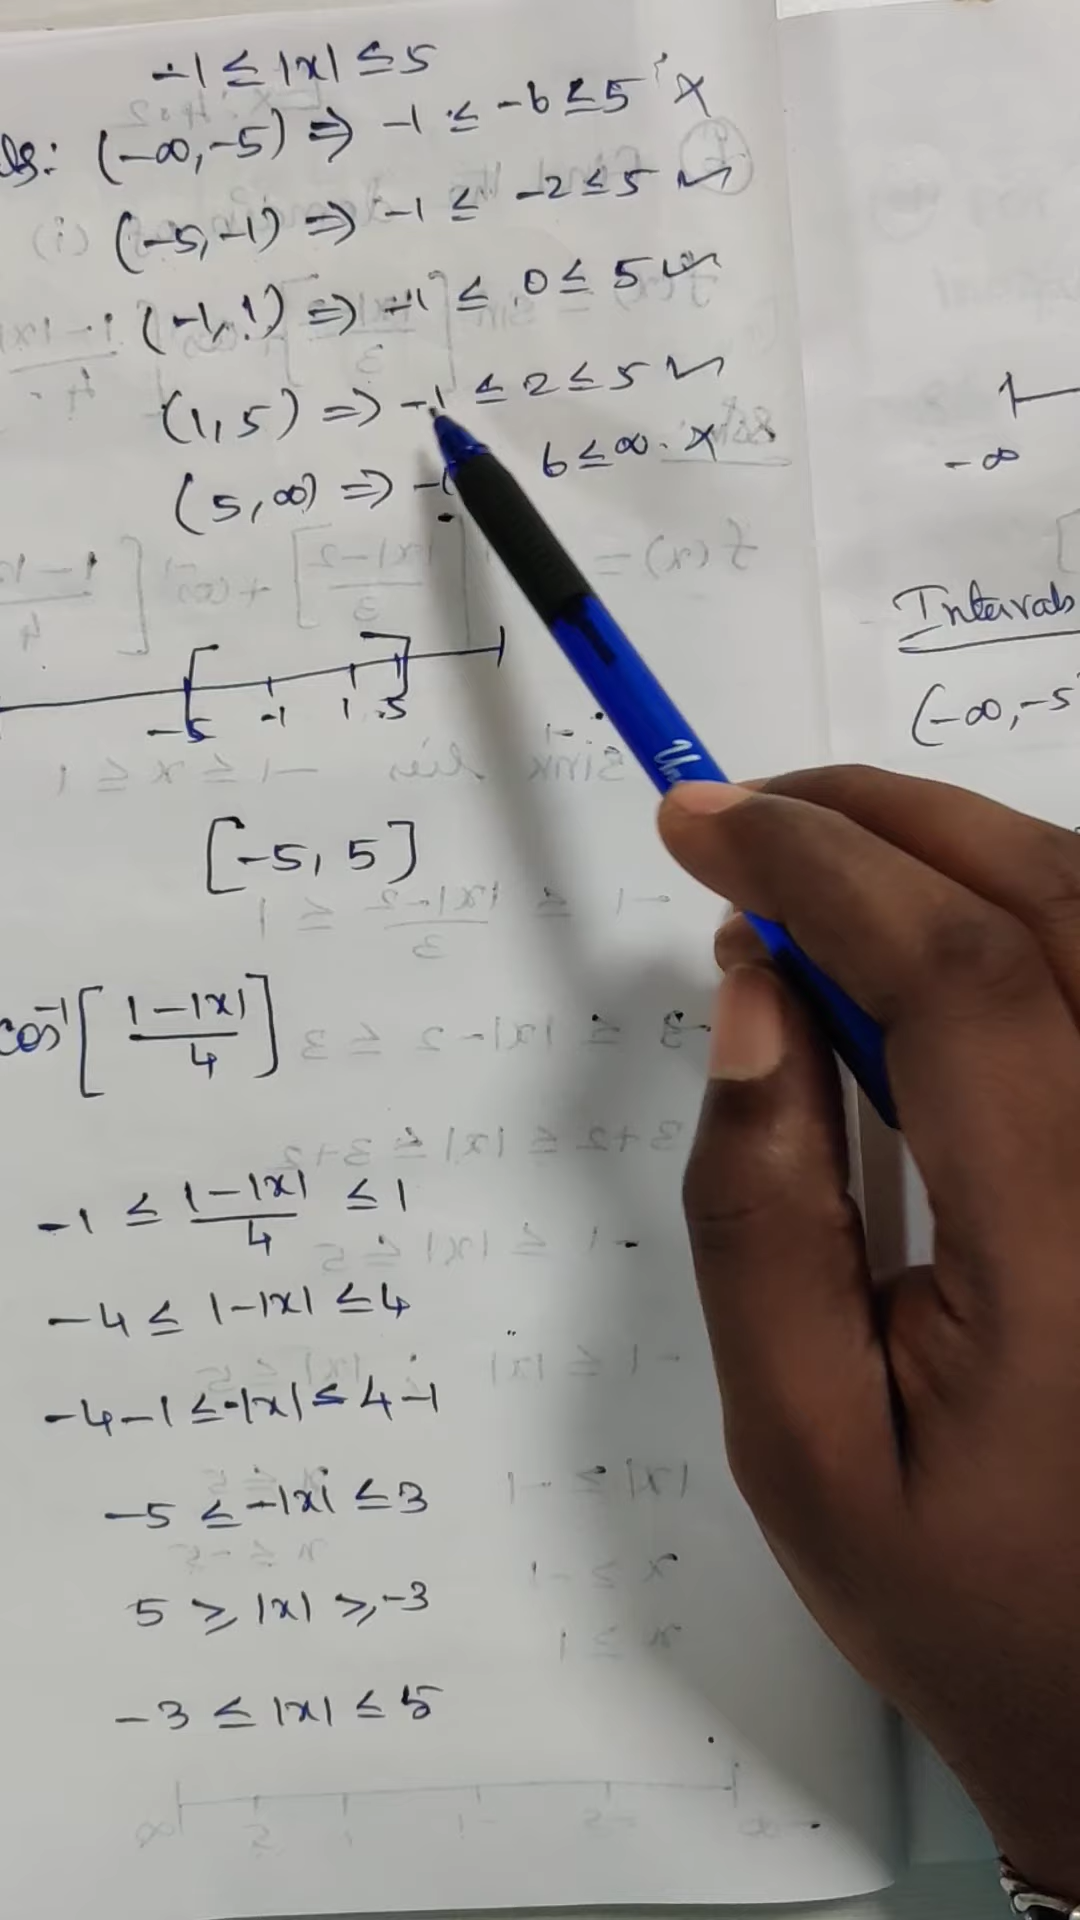 -1 ≤ |x| ≤ 5
(-∞, -5) ⇒ -1 ≤ -6 ≤ 5 ×
(-5, -1) ⇒ -1 ≤ -2 ≤ 5 ✓
(-1, 1) ⇒ -1 ≤ 0 ≤ 5 ✓
(1, 5) ⇒ -1 ≤ 2 ≤ 5 ✓
(5, ∞) ⇒ -1 6 ≤ ∞. ×
-5 -1 1 5
[-5, 5]
cos⁻¹[(1-|x|)/4]
-1 ≤ (1-|x|)/4 ≤ 1
-4 ≤ 1-|x| ≤ 4
-4-1 ≤ -|x| ≤ 4-1
-5 ≤ -|x| ≤ 3
5 ≥ |x| ≥ -3
-3 ≤ |x| ≤ 5
-∞
Intervals
(-∞, -5